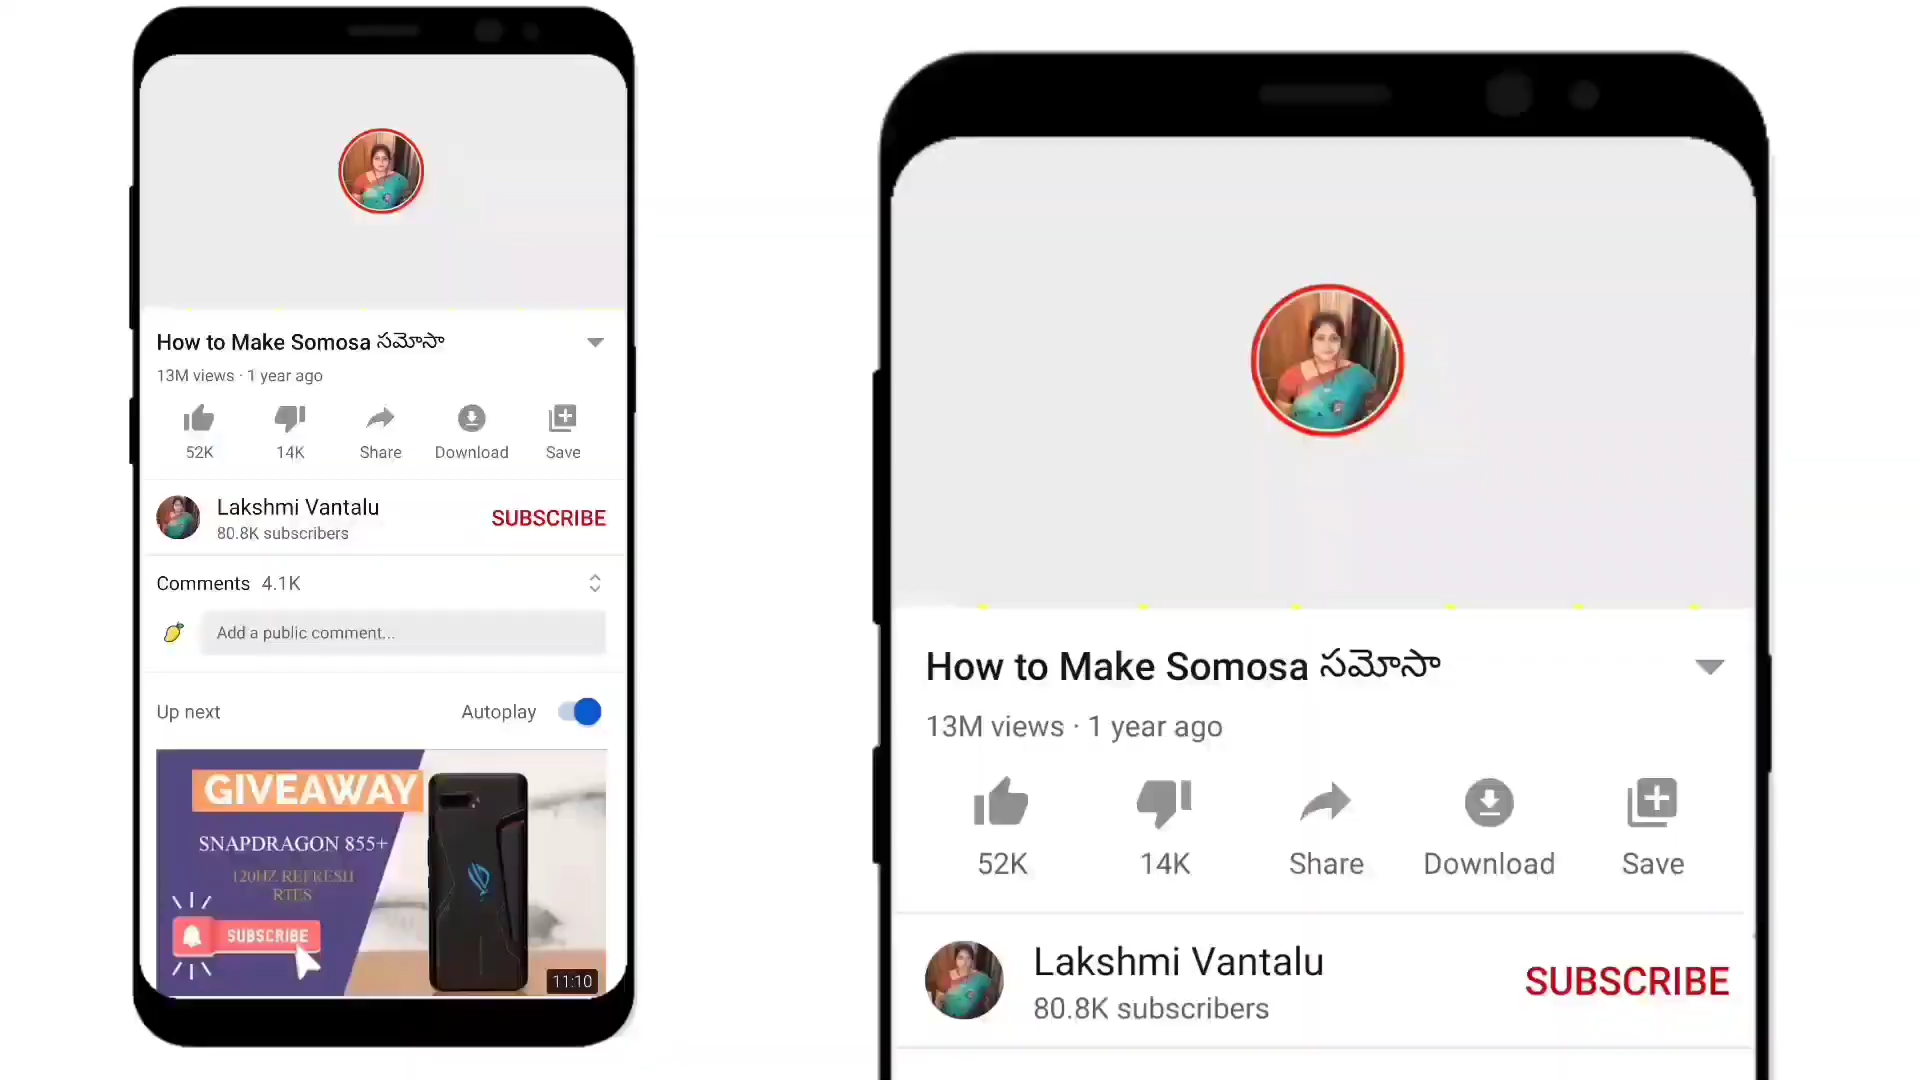 How to Make Somosa సమోసా
13M views · 1 year ago
52K
14K
Share
Download
Save
Lakshmi Vantalu
80.8K subscribers
SUBSCRIBE
Comments 4.1K
Add a public comment...
Up next
Autoplay
GIVEAWAY
SNAPDRAGON 855+
120HZ REFRESH
RTES
SUBSCRIBE
11:10
How to Make Somosa సమోసా
13M views · 1 year ago
52K
14K
Share
Download
Save
Lakshmi Vantalu
80.8K subscribers
SUBSCRIBE